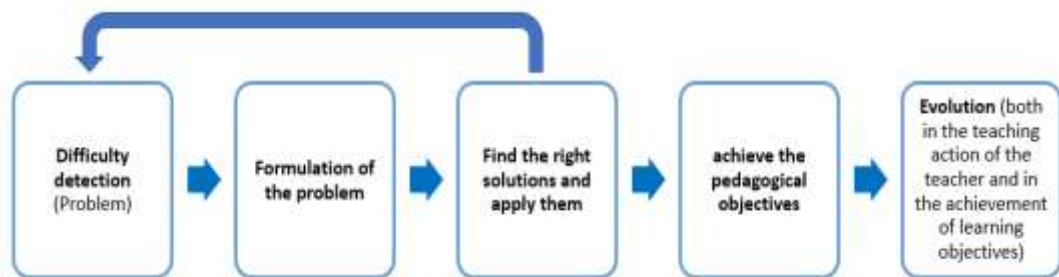 Difficulty
detection
(Problem)
Formulation of
the problem
Find the right
solutions and
apply them
achieve the
pedagogical
objectives
Evolution (both
in the teaching
action of the
teacher and in
the achievement
of learning
objectives)